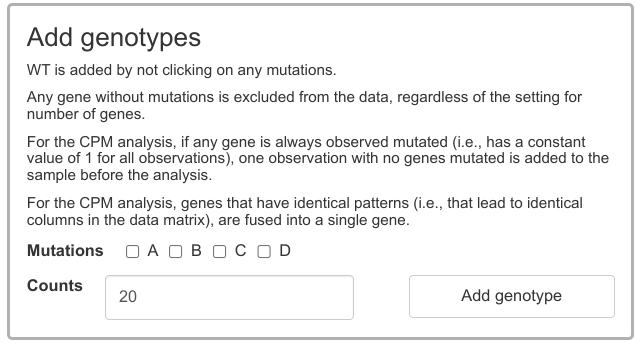 Add genotypes
WT is added by not clicking on any mutations.
Any gene without mutations is excluded from the data, regardless of the setting for
number of genes.
For the CPM analysis, if any gene is always observed mutated (i.e., has a constant
value of 1 for all observations), one observation with no genes mutated is added to the
sample before the analysis.
For the CPM analysis, genes that have identical patterns (i.e., that lead to identical
columns in the data matrix), are fused into a single gene.
Mutations A B C D
Counts 20 Add genotype